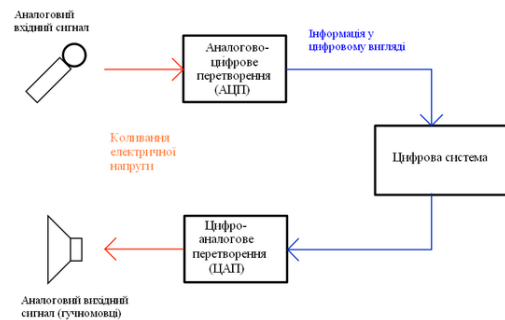 Аналоговий
вхідний сигнал
Аналогово-
цифрове
перетворення
(АЦП)
Інформація у
цифровому вигляді
Коливання
електричної
напруги
Цифрова система
Цифро-
аналогове
перетворення
(ЦАП)
Аналоговий вихідний
сигнал (гучномовці)